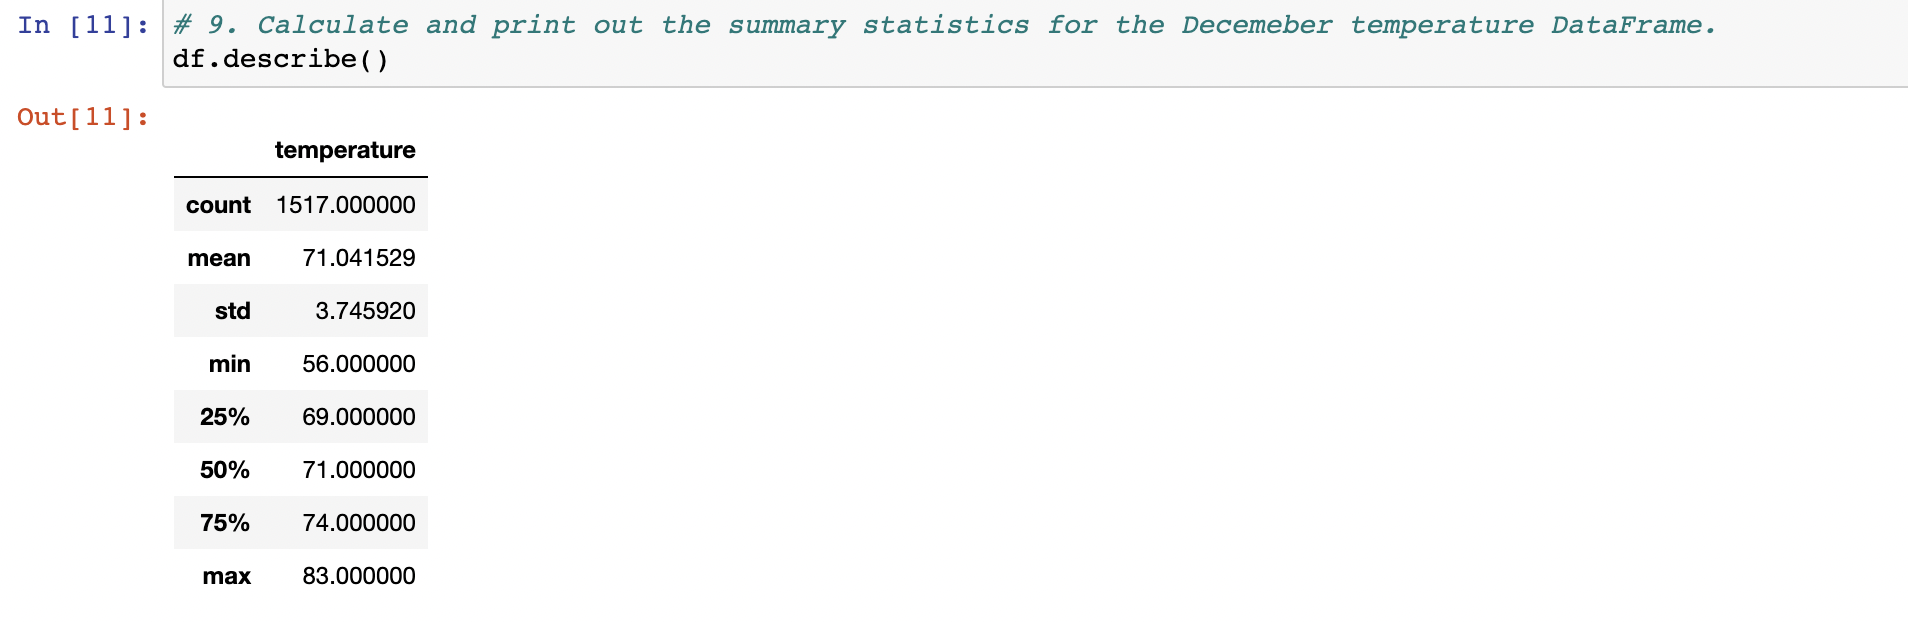 In [11]: # 9. Calculate and print out the summary statistics for the Decemeber temperature DataFrame.
df.describe()
Out[11]:
temperature
count 1517.000000
mean 71.041529
std 3.745920
min 56.000000
25% 69.000000
50% 71.000000
75% 74.000000
max 83.000000